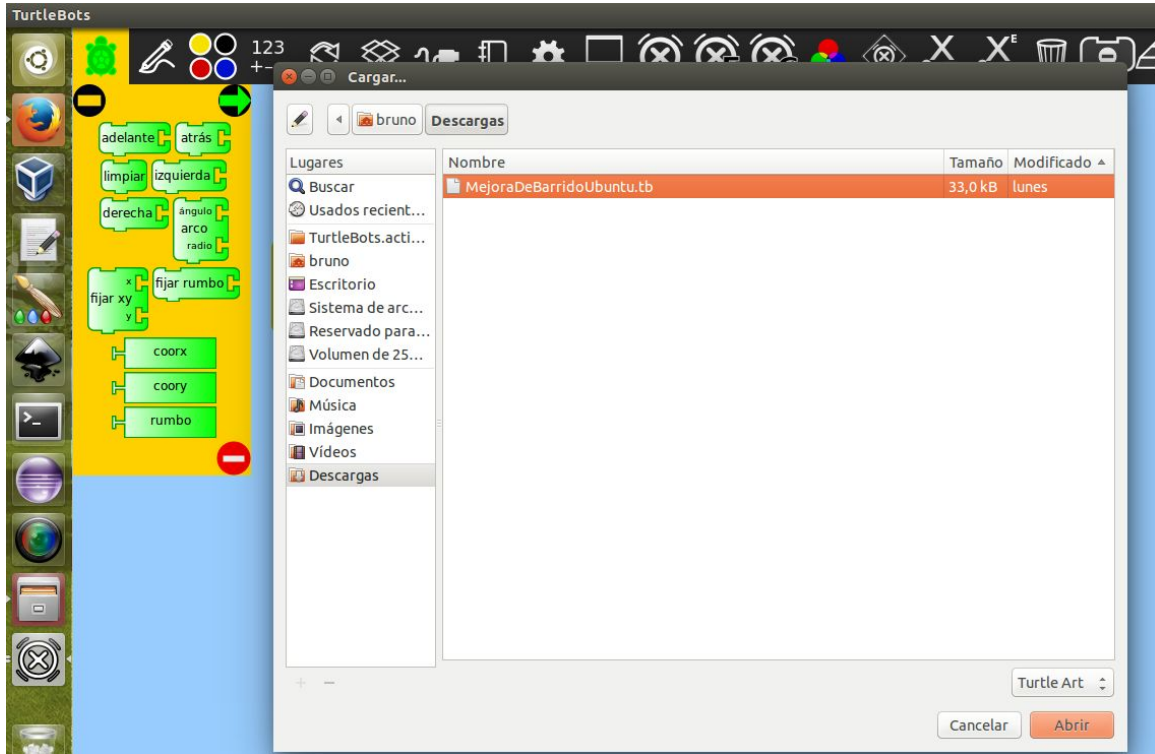 TurtleBots
123
+-
X X^E
Cargar...
adelante atrás
limpiar izquierda
derecha ángulo
arco
radio
x fijar rumbo
fijar xy
y
coorx
coory
rumbo
bruno Descargas
Lugares Nombre Tamaño Modificado
Buscar MejoraDeBarridoUbuntu.tb 33,0 kB lunes
Usados recient...
TurtleBots.acti...
bruno
Escritorio
Sistema de arc...
Reservado para...
Volumen de 25...
Documentos
Música
Imágenes
Vídeos
Descargas
Turtle Art
Cancelar Abrir